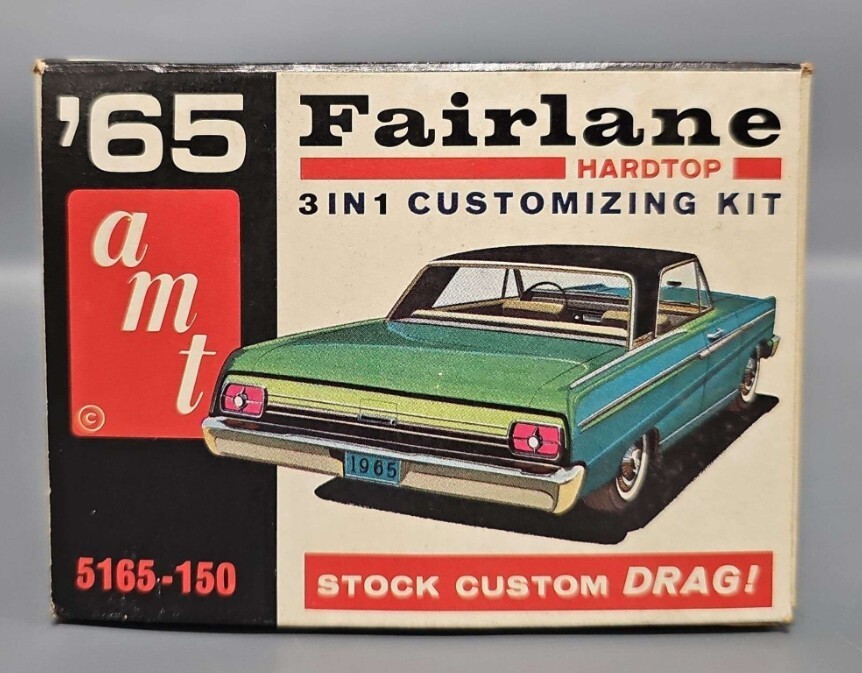 '65
Fairlane
HARDTOP
3 IN 1 CUSTOMIZING KIT
a
m
t
©
1965
5165-150
STOCK CUSTOM DRAG!